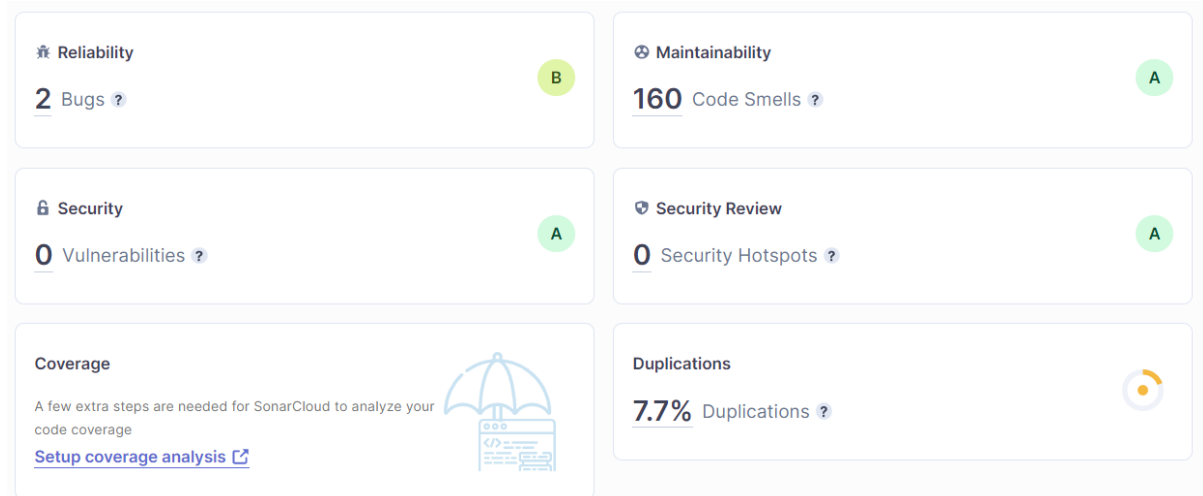 Reliability
2 Bugs ?
B
Maintainability
160 Code Smells ?
A
Security
0 Vulnerabilities ?
A
Security Review
0 Security Hotspots ?
A
Coverage
A few extra steps are needed for SonarCloud to analyze your
code coverage
Setup coverage analysis
Duplications
7.7% Duplications ?